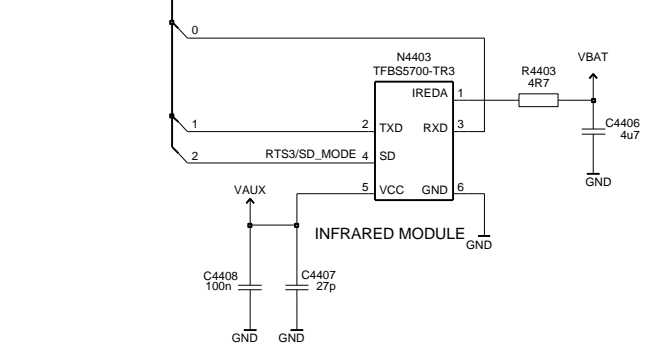 0
N4403
TFBS5700-TR3
VBAT
R4403
4R7
IREDA 1
C4406
4u7
1
2 TXD
RXD 3
2
RTS3/SD_MODE 4 SD
GND
VAUX
5 VCC
GND 6
INFRARED MODULE
GND
C4408
100n
C4407
27p
GND
GND